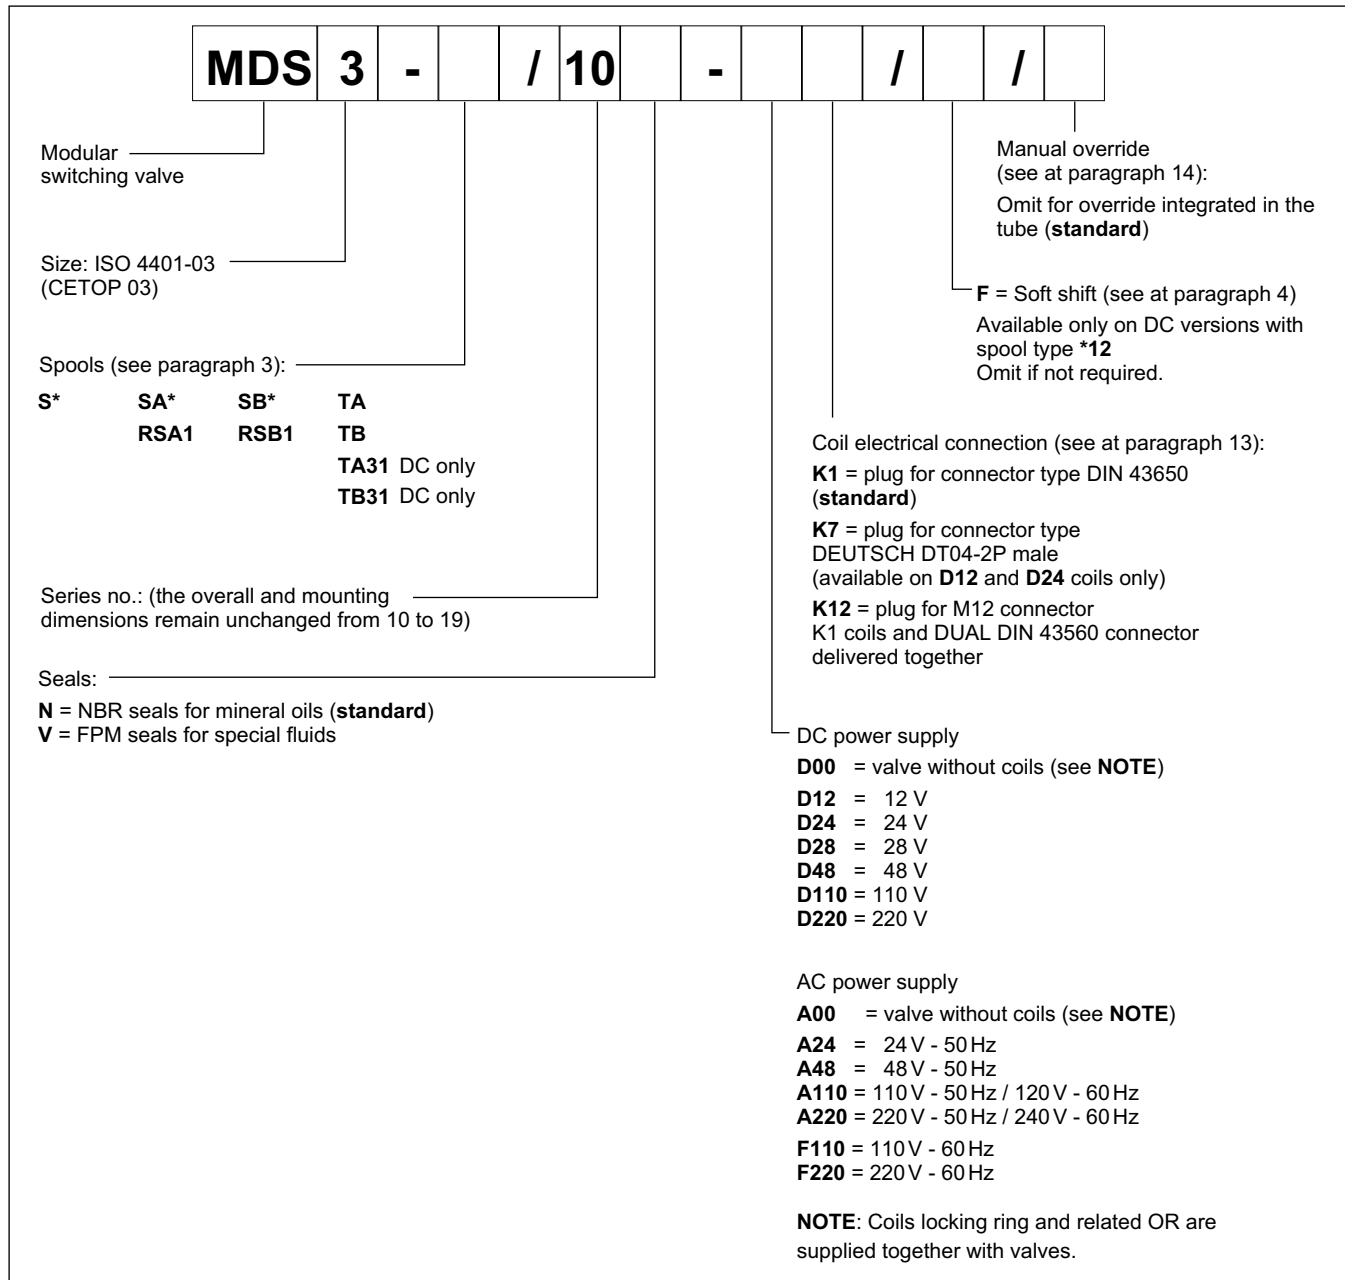 MDS 3 - / 10 - / /
Modular
switching valve
Size: ISO 4401-03
(CETOP 03)
Spools (see paragraph 3):
S* SA* SB* TA
RSA1 RSB1 TB
TA31 DC only
TB31 DC only
Series no.: (the overall and mounting
dimensions remain unchanged from 10 to 19)
Seals:
N = NBR seals for mineral oils (standard)
V = FPM seals for special fluids
Manual override
(see at paragraph 14):
Omit for override integrated in the
tube (standard)
F = Soft shift (see at paragraph 4)
Available only on DC versions with
spool type *12
Omit if not required.
Coil electrical connection (see at paragraph 13):
K1 = plug for connector type DIN 43650
(standard)
K7 = plug for connector type
DEUTSCH DT04-2P male
(available on D12 and D24 coils only)
K12 = plug for M12 connector
K1 coils and DUAL DIN 43560 connector
delivered together
DC power supply
D00 = valve without coils (see NOTE)
D12 = 12 V
D24 = 24 V
D28 = 28 V
D48 = 48 V
D110 = 110 V
D220 = 220 V
AC power supply
A00 = valve without coils (see NOTE)
A24 = 24 V - 50 Hz
A48 = 48 V - 50 Hz
A110 = 110 V - 50 Hz / 120 V - 60 Hz
A220 = 220 V - 50 Hz / 240 V - 60 Hz
F110 = 110 V - 60 Hz
F220 = 220 V - 60 Hz
NOTE: Coils locking ring and related OR are
supplied together with valves.